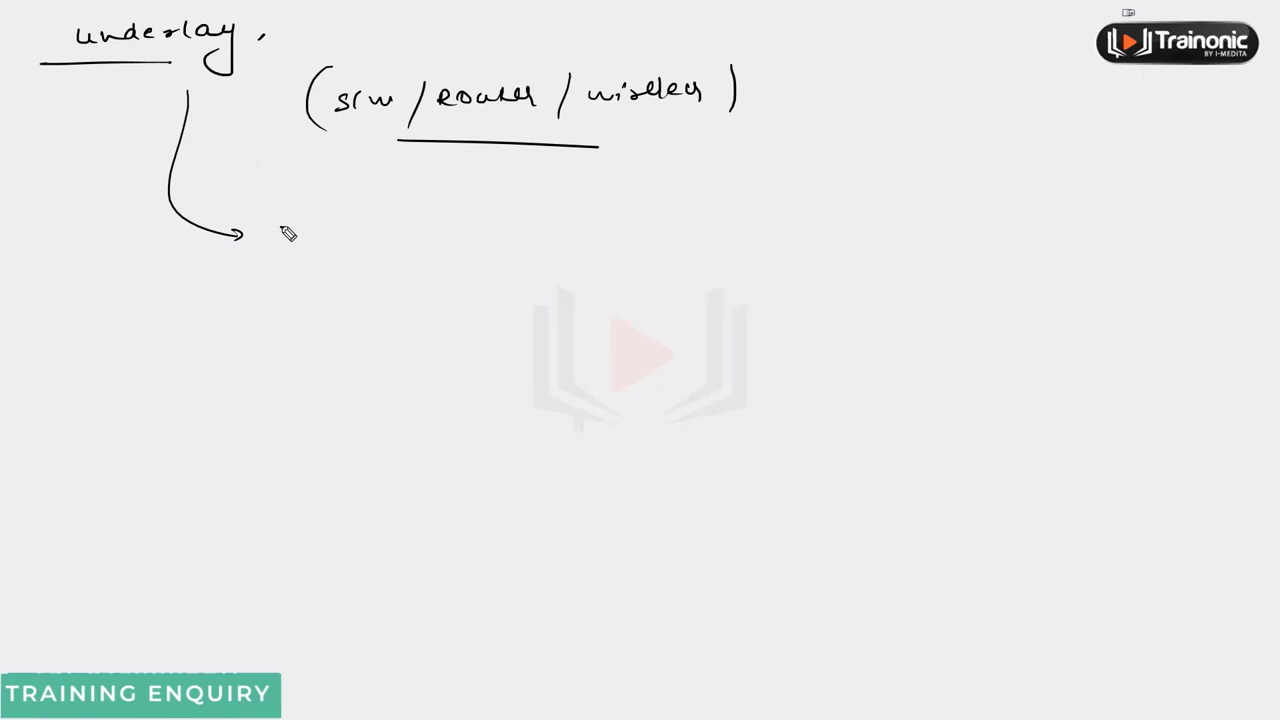 underlay.
Trainonic
BY I-MEDITA
(s/w / router / wireless)
TRAINING ENQUIRY